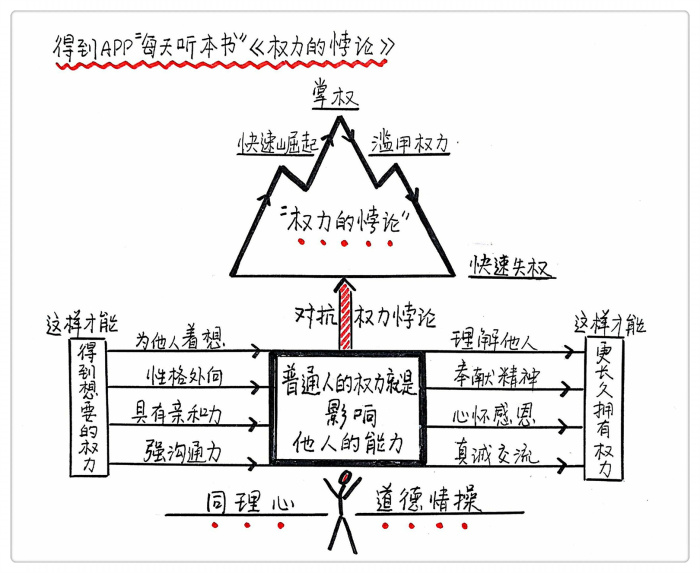 得到APP"每天听本书"《权力的悖论》
掌权
快速崛起
滥用权力
"权力的悖论"
快速失权
对抗权力悖论
这样才能
得到想要的权力
为他人着想
性格外向
具有亲和力
强沟通力
普通人的权力就是
影响
他人的能力
理解他人
奉献精神
心怀感恩
真诚交流
这样才能
更长久拥有权力
同理心
道德情操